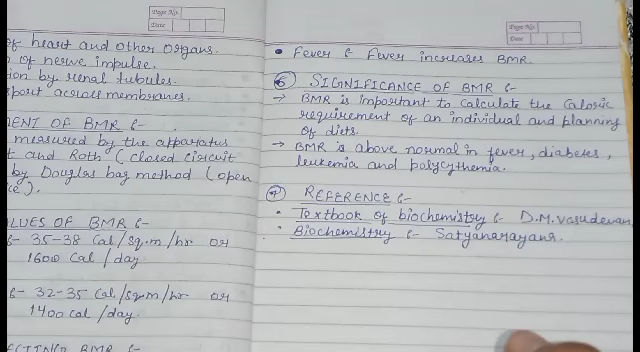 Page No.
Date
of heart and other organs.
of nerve impulse.
tion by renal tubules.
sport across membranes.
MENT OF BMR :-
measured by the apparatus
t and Roth (closed circuit
by Douglas bag method (open
ce).
LUES OF BMR :-
:- 35-38 Cal/sq.m/hr or
1600 Cal/day
:- 32-35 Cal/sq.m/hr or
1400 cal/day.
ECTING BMR :-
Page No.
Date
• Fever :- Fever increases BMR.
⑥ SIGNIFICANCE OF BMR :-
→ BMR is important to calculate the caloric
requirement of an individual and planning
of diets.
→ BMR is above normal in fever, diabetes,
leukemia and polycythemia.
⑦ REFERENCE :-
• Textbook of biochemistry :- D.M.Vasudevan
• Biochemistry :- Satyanarayana.